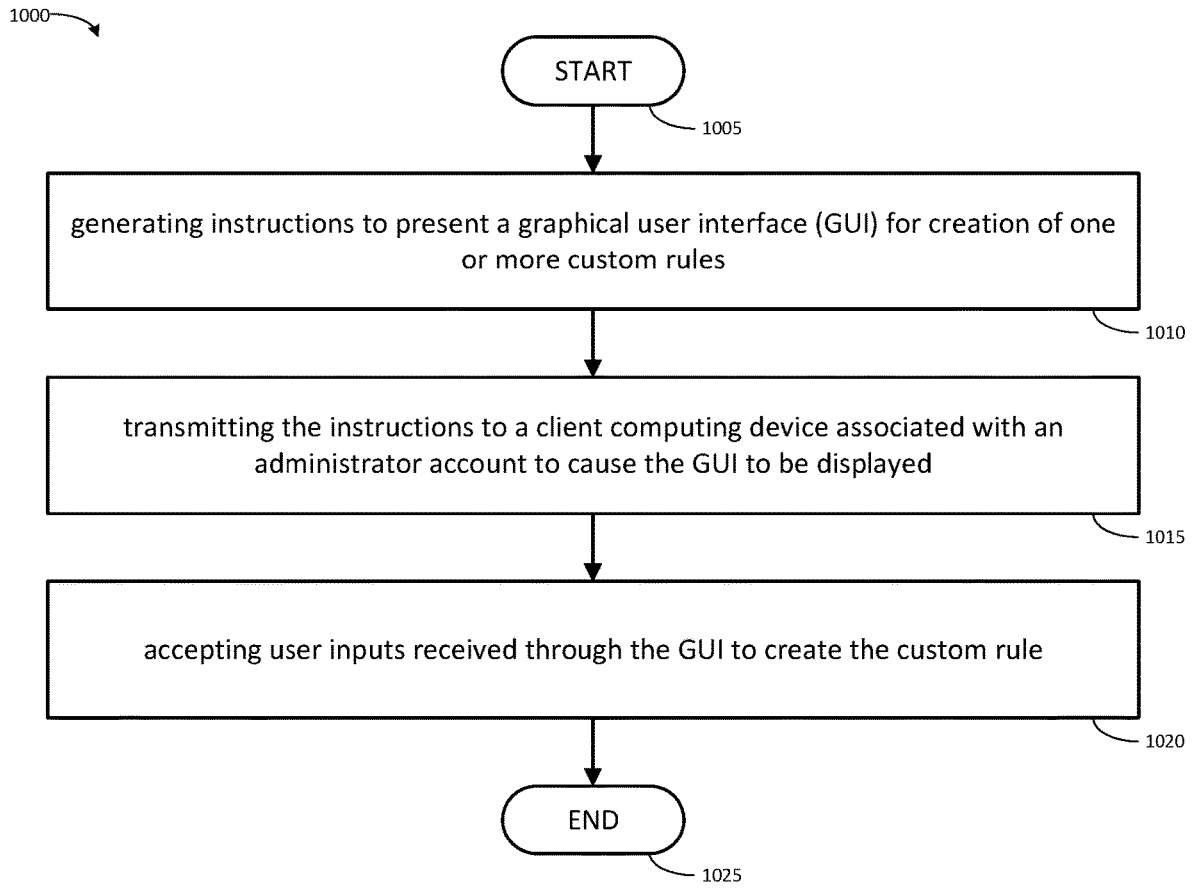 1000
START
1005
generating instructions to present a graphical user interface (GUI) for creation of one
or more custom rules
1010
transmitting the instructions to a client computing device associated with an
administrator account to cause the GUI to be displayed
1015
accepting user inputs received through the GUI to create the custom rule
1020
END
1025